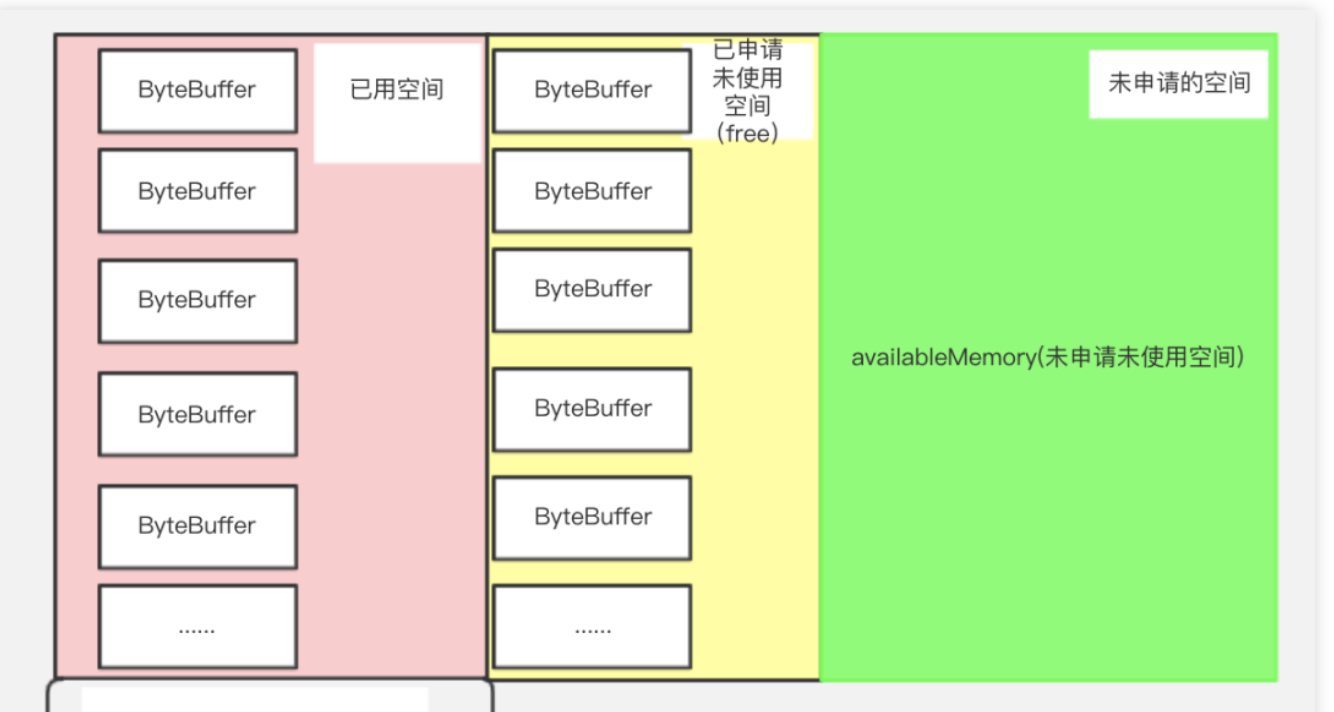 ByteBuffer
ByteBuffer
ByteBuffer
ByteBuffer
ByteBuffer
......
已用空间
ByteBuffer
ByteBuffer
ByteBuffer
ByteBuffer
ByteBuffer
......
已申请
未使用
空间
(free)
未申请的空间
availableMemory(未申请未使用空间)